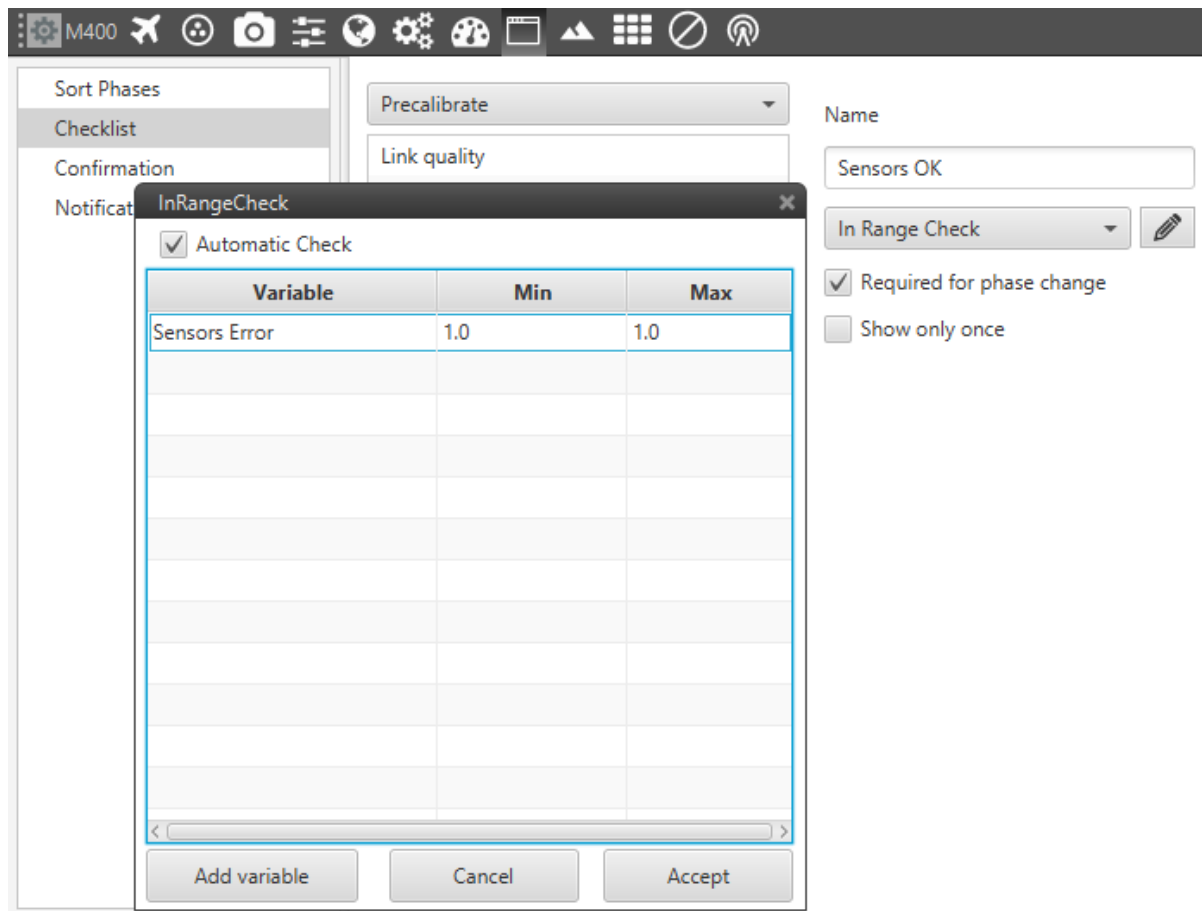 M400
Sort Phases
Checklist
Confirmation
Notificat
Precalibrate
Link quality
Name
Sensors OK
In Range Check
Required for phase change
Show only once
InRangeCheck
Automatic Check
Variable Min Max
Sensors Error 1.0 1.0
Add variable Cancel Accept